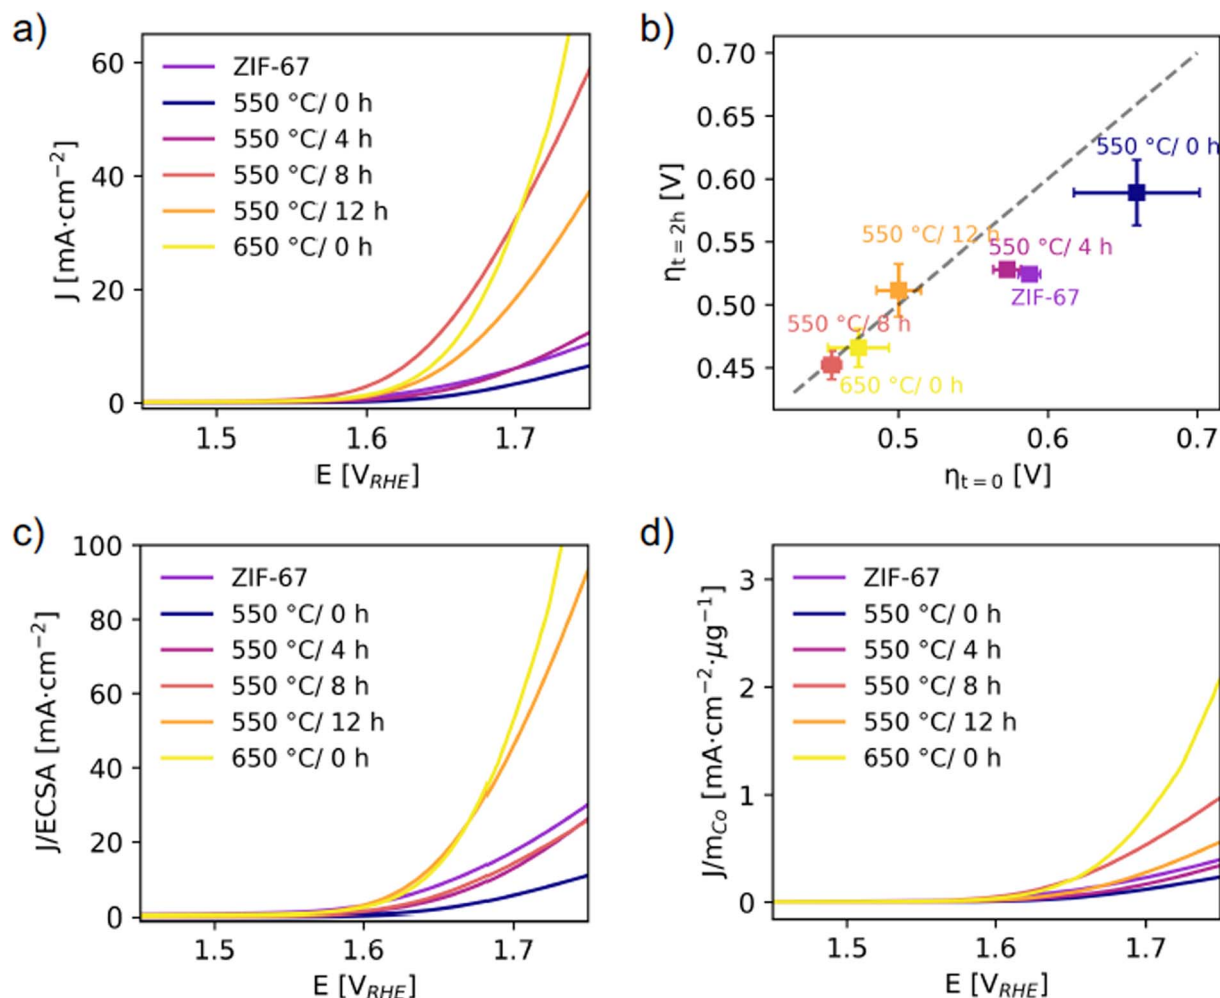 a)
60
40
20
0
J [mA·cm⁻²]
ZIF-67
550 °C/ 0 h
550 °C/ 4 h
550 °C/ 8 h
550 °C/ 12 h
650 °C/ 0 h
1.5
1.6
1.7
E [V_RHE]
b)
0.70
0.65
0.60
0.55
0.50
0.45
η_t = 2h [V]
550 °C/ 0 h
550 °C/ 12 h
550 °C/ 4 h
ZIF-67
550 °C/ 8 h
650 °C/ 0 h
0.5
0.6
0.7
η_t = 0 [V]
c)
100
80
60
40
20
0
J/ECSA [mA·cm⁻²]
ZIF-67
550 °C/ 0 h
550 °C/ 4 h
550 °C/ 8 h
550 °C/ 12 h
650 °C/ 0 h
1.5
1.6
1.7
E [V_RHE]
d)
3
2
1
0
J/m_Co [mA·cm⁻²·μg⁻¹]
ZIF-67
550 °C/ 0 h
550 °C/ 4 h
550 °C/ 8 h
550 °C/ 12 h
650 °C/ 0 h
1.5
1.6
1.7
E [V_RHE]